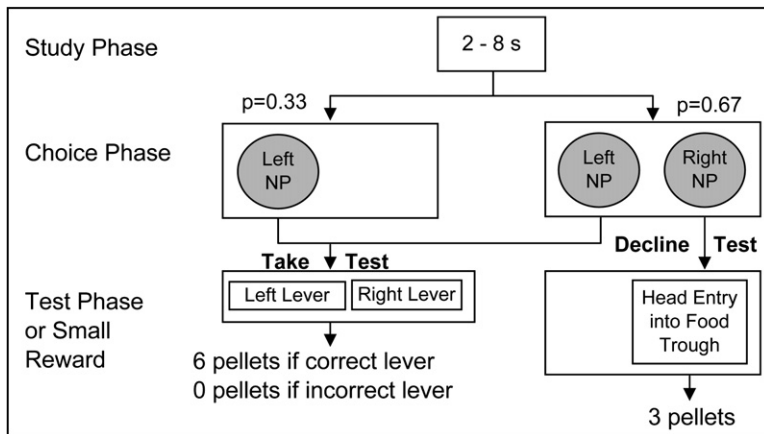 Study Phase
2 - 8 s
p=0.33
p=0.67
Choice Phase
Left
NP
Left
NP
Right
NP
Take Test
Decline Test
Test Phase
or Small
Reward
Left Lever
Right Lever
Head Entry
into Food
Trough
6 pellets if correct lever
0 pellets if incorrect lever
3 pellets